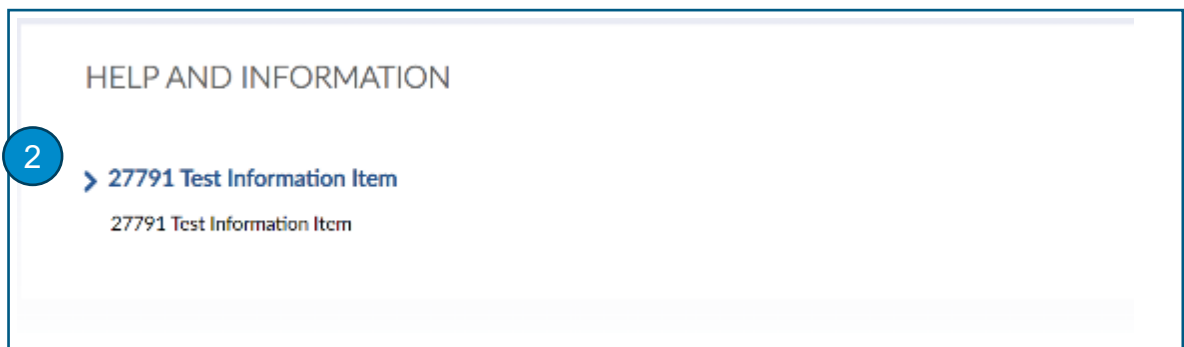 HELP AND INFORMATION
2
27791 Test Information Item
27791 Test Information Item